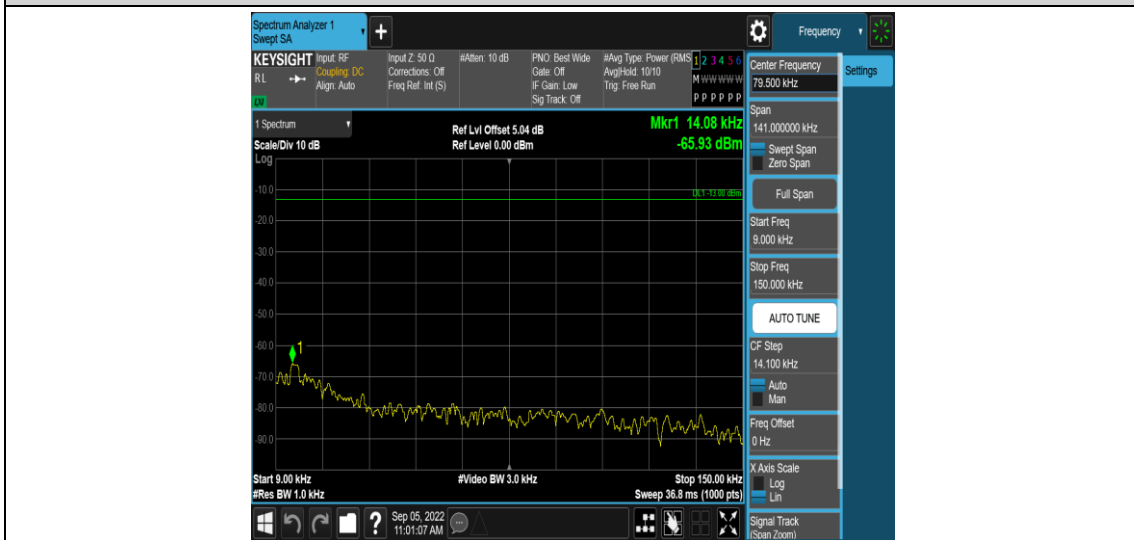 Spectrum Analyzer 1
Swept SA
+
Frequency
KEYSIGHT
RL
LXI
Input: RF
Coupling: DC
Align: Auto
Input Z: 50 Ω
Corrections: Off
Freq Ref: Int (S)
#Atten: 10 dB
PNO: Best Wide
Gate: Off
IF Gain: Low
Sig Track: Off
#Avg Type: Power (RMS
Avg|Hold: 10/10
Trig: Free Run
1 2 3 4 5 6
M W W W W W
P P P P P P
1 Spectrum
Scale/Div 10 dB
Ref Lvl Offset 5.04 dB
Ref Level 0.00 dBm
Mkr1 14.08 kHz
-65.93 dBm
Log
DL1 -13.00 dBm
-10.0
-20.0
-30.0
-40.0
-50.0
-60.0
-70.0
-80.0
-90.0
1
Start 9.00 kHz
#Res BW 1.0 kHz
#Video BW 3.0 kHz
Stop 150.00 kHz
Sweep 36.8 ms (1000 pts)
?
Sep 05, 2022
11:01:07 AM
Center Frequency
79.500 kHz
Settings
Span
141.000000 kHz
Swept Span
Zero Span
Full Span
Start Freq
9.000 kHz
Stop Freq
150.000 kHz
AUTO TUNE
CF Step
14.100 kHz
Auto
Man
Freq Offset
0 Hz
X Axis Scale
Log
Lin
Signal Track
(Span Zoom)